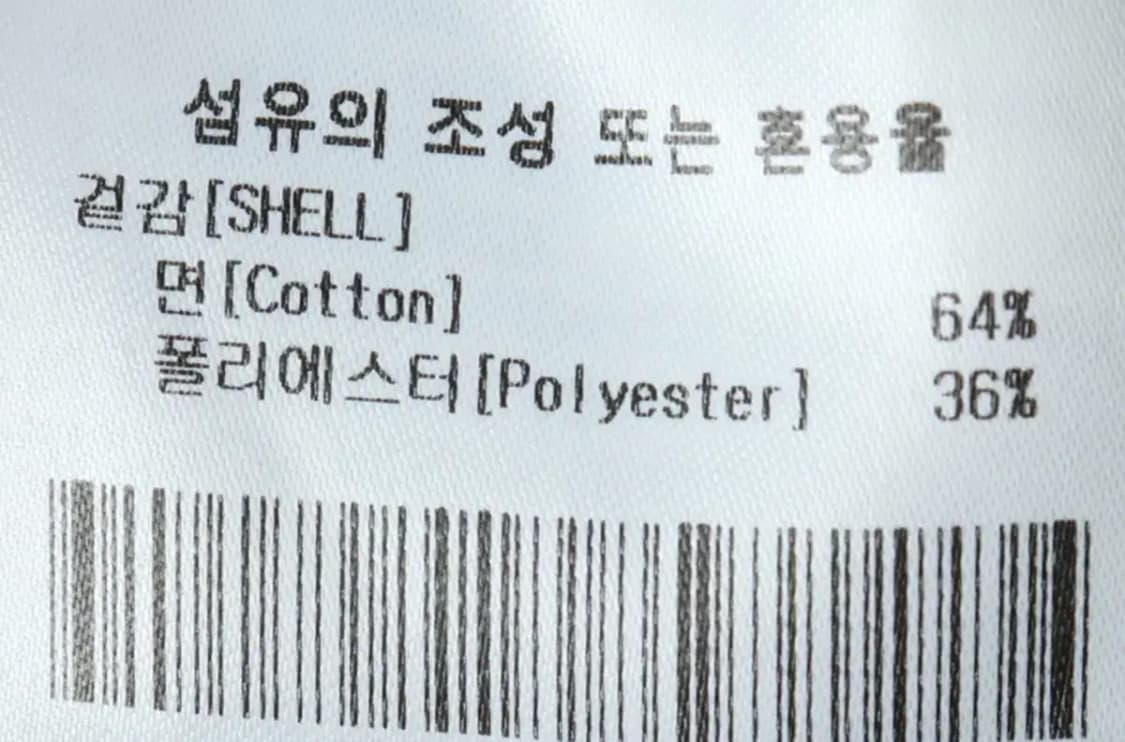 섬유의 조성 또는 혼용율
겉감[SHELL]
면[Cotton] 64%
폴리에스터[Polyester] 36%